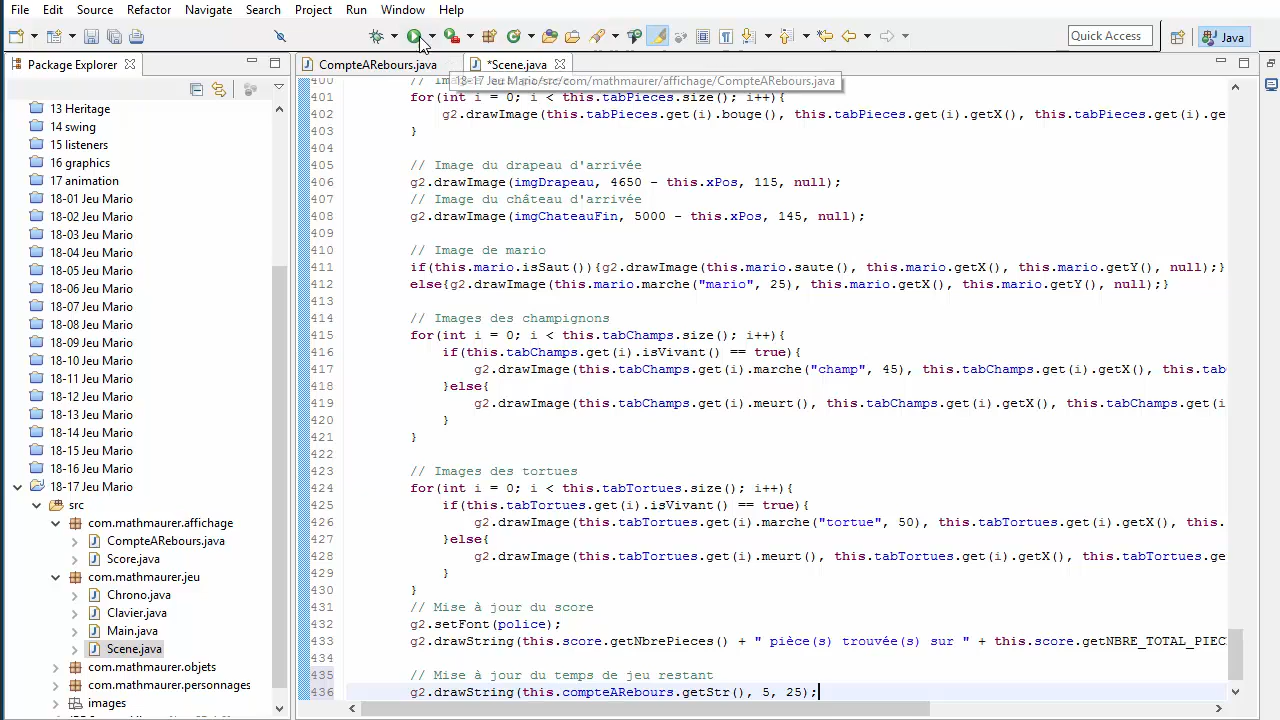 File Edit Source Refactor Navigate Search Project Run Window Help
Quick Access
Java
Package Explorer
CompteARebours.java
*Scene.java
18-17 Jeu Mario/src/com/mathmaurer/affichage/CompteARebours.java
13 Heritage
14 swing
15 listeners
16 graphics
17 animation
18-01 Jeu Mario
18-02 Jeu Mario
18-03 Jeu Mario
18-04 Jeu Mario
18-05 Jeu Mario
18-06 Jeu Mario
18-07 Jeu Mario
18-08 Jeu Mario
18-09 Jeu Mario
18-10 Jeu Mario
18-11 Jeu Mario
18-12 Jeu Mario
18-13 Jeu Mario
18-14 Jeu Mario
18-15 Jeu Mario
18-16 Jeu Mario
18-17 Jeu Mario
src
com.mathmaurer.affichage
CompteARebours.java
Score.java
com.mathmaurer.jeu
Chrono.java
Clavier.java
Main.java
Scene.java
com.mathmaurer.objets
com.mathmaurer.personnages
images
400
401 for(int i = 0; i < this.tabPieces.size(); i++){
402 g2.drawImage(this.tabPieces.get(i).bouge(), this.tabPieces.get(i).getX(), this.tabPieces.get(i).ge
403 }
404
405 // Image du drapeau d'arrivée
406 g2.drawImage(imgDrapeau, 4650 - this.xPos, 115, null);
407 // Image du château d'arrivée
408 g2.drawImage(imgChateauFin, 5000 - this.xPos, 145, null);
409
410 // Image de mario
411 if(this.mario.isSaut()){g2.drawImage(this.mario.saute(), this.mario.getX(), this.mario.getY(), null);}
412 else{g2.drawImage(this.mario.marche("mario", 25), this.mario.getX(), this.mario.getY(), null);}
413
414 // Images des champignons
415 for(int i = 0; i < this.tabChamps.size(); i++){
416 if(this.tabChamps.get(i).isVivant() == true){
417 g2.drawImage(this.tabChamps.get(i).marche("champ", 45), this.tabChamps.get(i).getX(), this.tab
418 }else{
419 g2.drawImage(this.tabChamps.get(i).meurt(), this.tabChamps.get(i).getX(), this.tabChamps.get(i
420 }
421 }
422
423 // Images des tortues
424 for(int i = 0; i < this.tabTortues.size(); i++){
425 if(this.tabTortues.get(i).isVivant() == true){
426 g2.drawImage(this.tabTortues.get(i).marche("tortue", 50), this.tabTortues.get(i).getX(), this.
427 }else{
428 g2.drawImage(this.tabTortues.get(i).meurt(), this.tabTortues.get(i).getX(), this.tabTortues.ge
429 }
430 }
431 // Mise à jour du score
432 g2.setFont(police);
433 g2.drawString(this.score.getNbrePieces() + " pièce(s) trouvée(s) sur " + this.score.getNBRE_TOTAL_PIEC
434
435 // Mise à jour du temps de jeu restant
436 g2.drawString(this.compteARebours.getStr(), 5, 25);